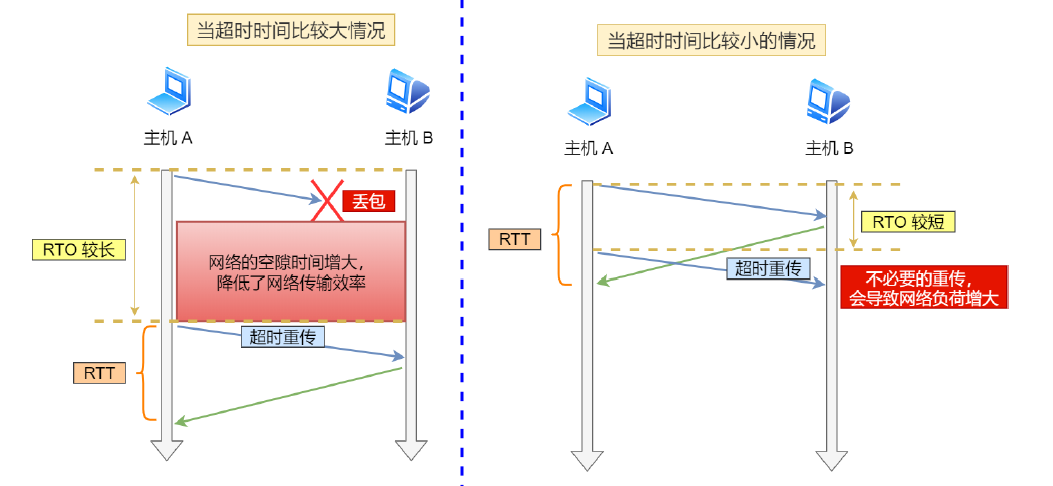 当超时时间比较大情况
主机 A
主机 B
丢包
RTO 较长
网络的空隙时间增大,
降低了网络传输效率
超时重传
RTT
当超时时间比较小的情况
主机 A
主机 B
RTT
RTO 较短
超时重传
不必要的重传,
会导致网络负荷增大